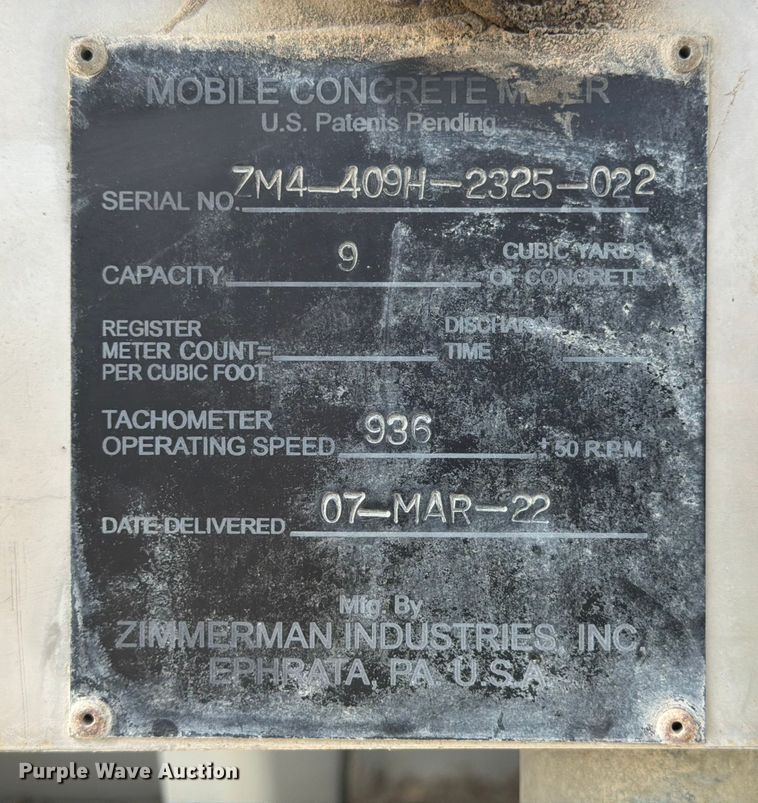 MOBILE CONCRETE
U.S. Patents Pending
SERIAL NO. ZM4-409H-2325-022
CAPACITY 9 CUBIC YARDS OF CONCRETE
REGISTER
METER COUNT=
PER CUBIC FOOT
DISCHARGE
TIME
TACHOMETER
OPERATING SPEED 936 ± 50 R.P.M.
DATE DELIVERED 07-MAR-22
Mfg. By
ZIMMERMAN INDUSTRIES, INC.
EPHRATA, PA U.S.A.
Purple Wave Auction